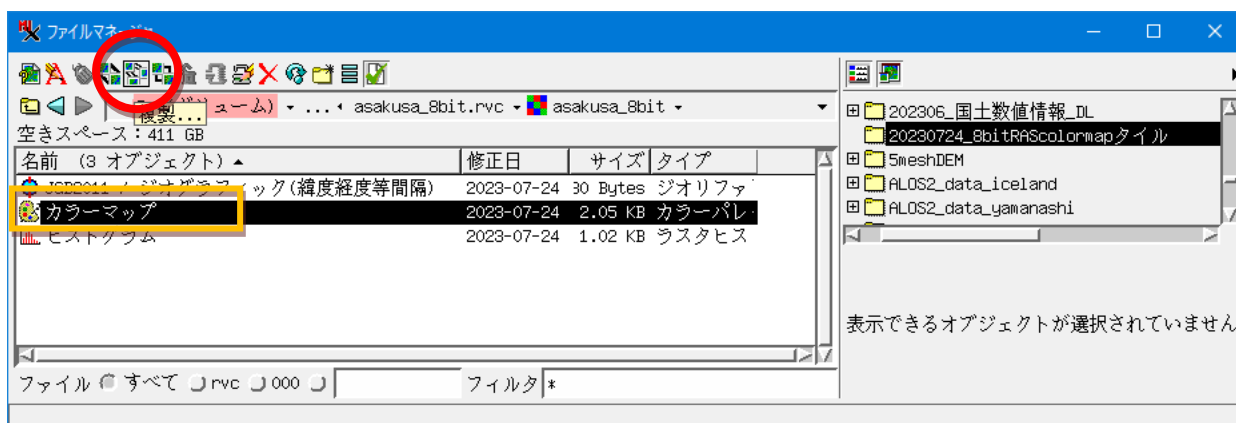 ファイルマネ
ューム) asakusa_8bit.rvc asakusa_8bit
複製...
空きスペース:411 GB
名前 (3 オブジェクト) 修正日 サイズ タイプ
ジオグラフィック(緯度経度等間隔) 2023-07-24 30 Bytes ジオリファ
カラーマップ 2023-07-24 2.05 KB カラーパレ
ヒストグラム 2023-07-24 1.02 KB ラスタヒス
ファイル すべて rvc 000 フィルタ *
202306_国土数値情報_DL
20230724_8bitRAScolormapタイル
5meshDEM
ALOS2_data_iceland
ALOS2_data_yamanashi
表示できるオブジェクトが選択されていません